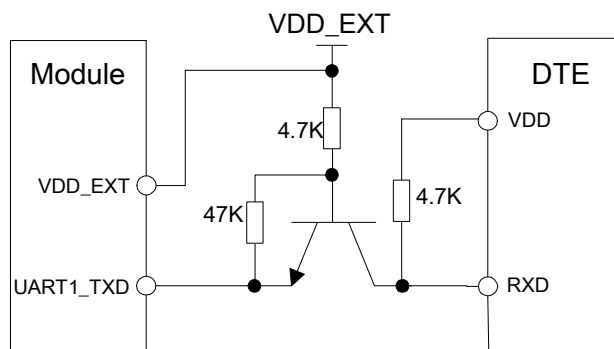 VDD_EXT
Module
DTE
4.7K
VDD
VDD_EXT
47K
4.7K
UART1_TXD
RXD